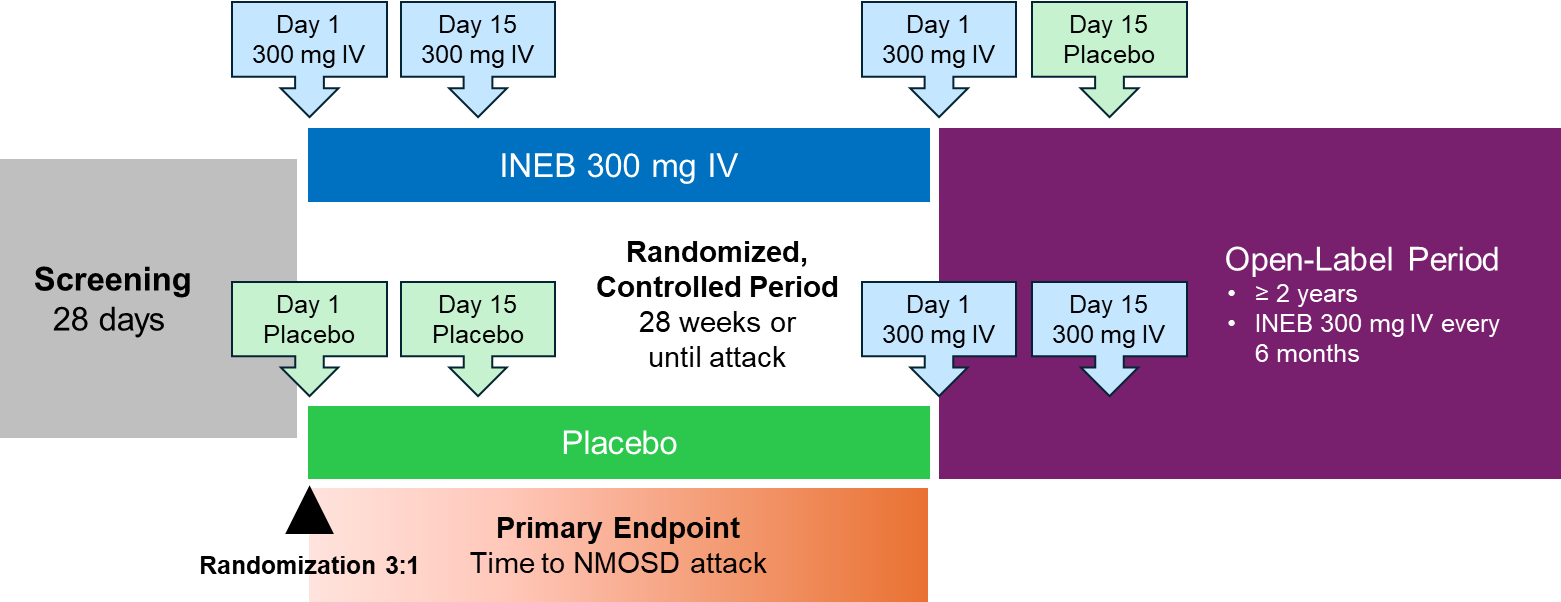 Day 1
300 mg IV
Day 15
300 mg IV
Day 1
300 mg IV
Day 15
Placebo
INEB 300 mg IV
Screening
28 days
Randomized,
Controlled Period
28 weeks or
until attack
Day 1
Placebo
Day 15
Placebo
Day 1
300 mg IV
Day 15
300 mg IV
Open-Label Period
• ≥ 2 years
• INEB 300 mg IV every
6 months
Placebo
Primary Endpoint
Time to NMOSD attack
Randomization 3:1